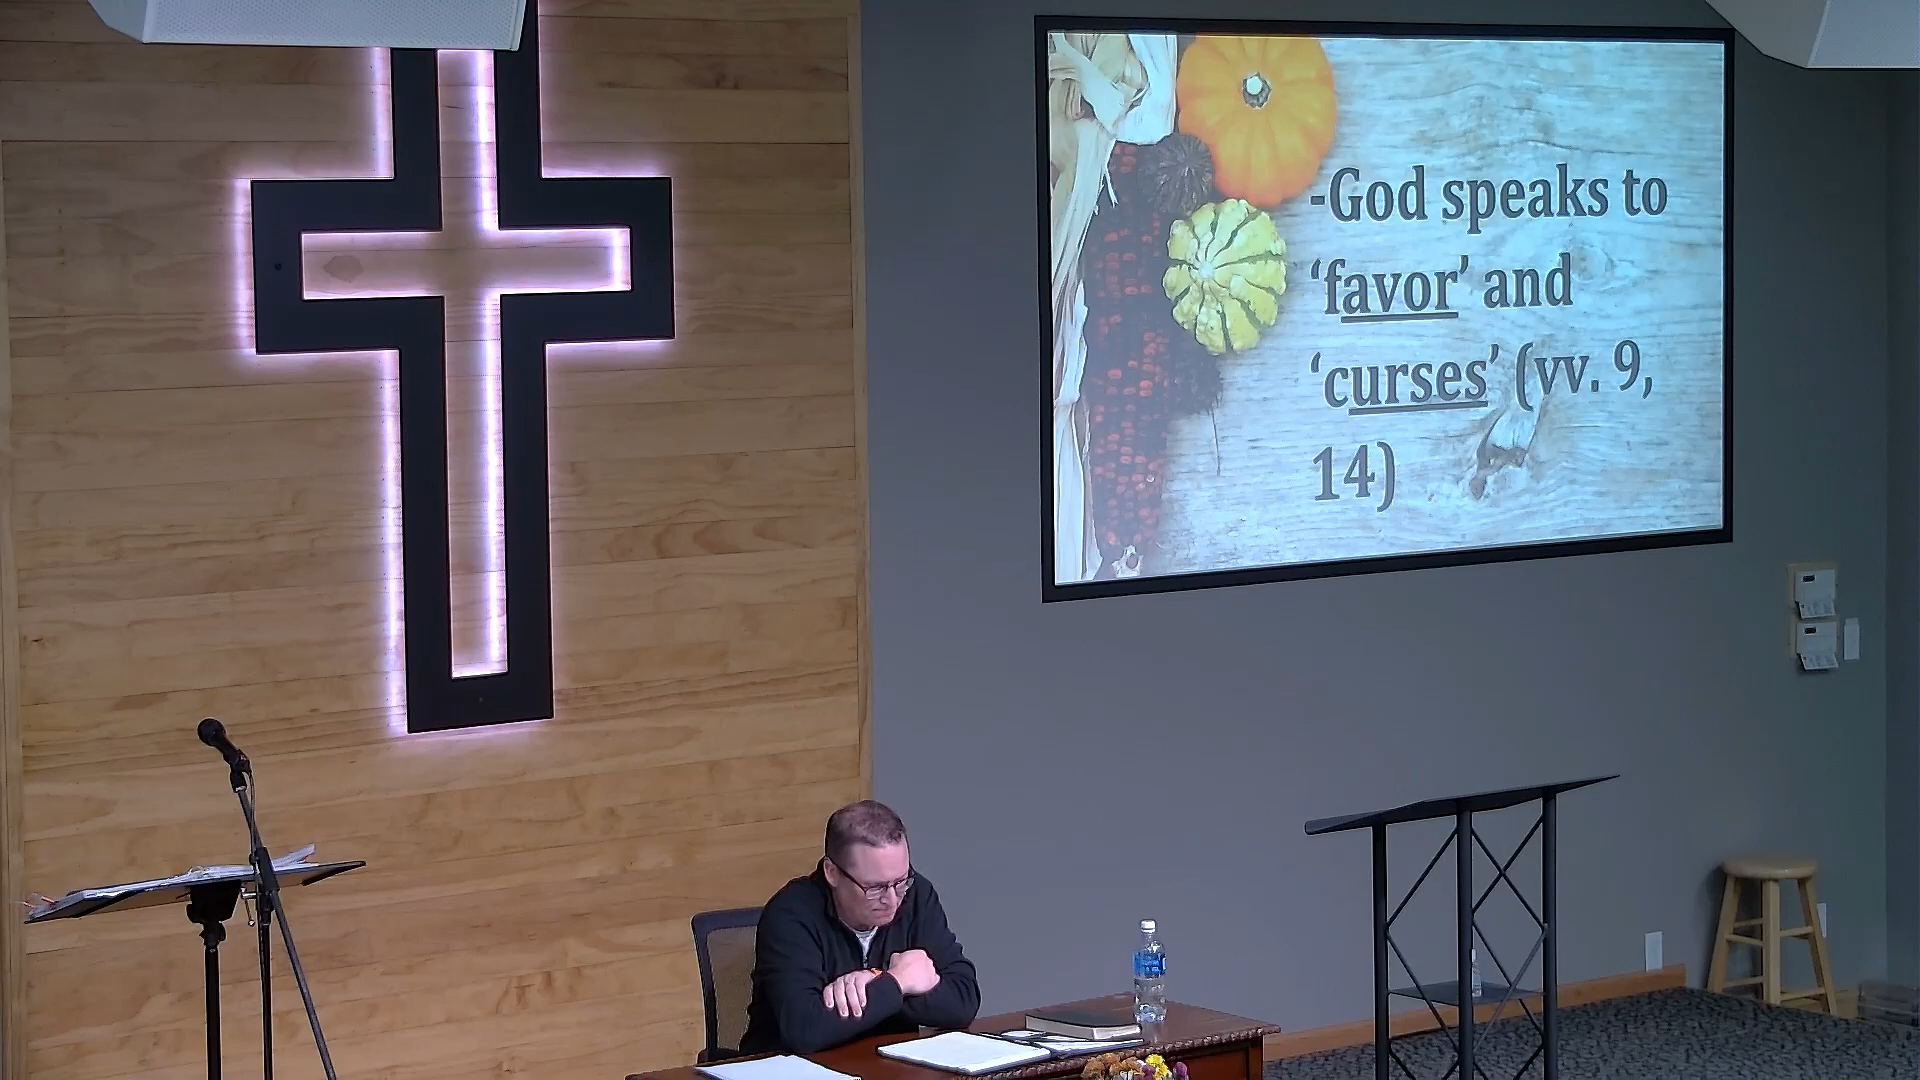 -God speaks to
‘favor’ and
‘curses’ (vv. 9,
14)